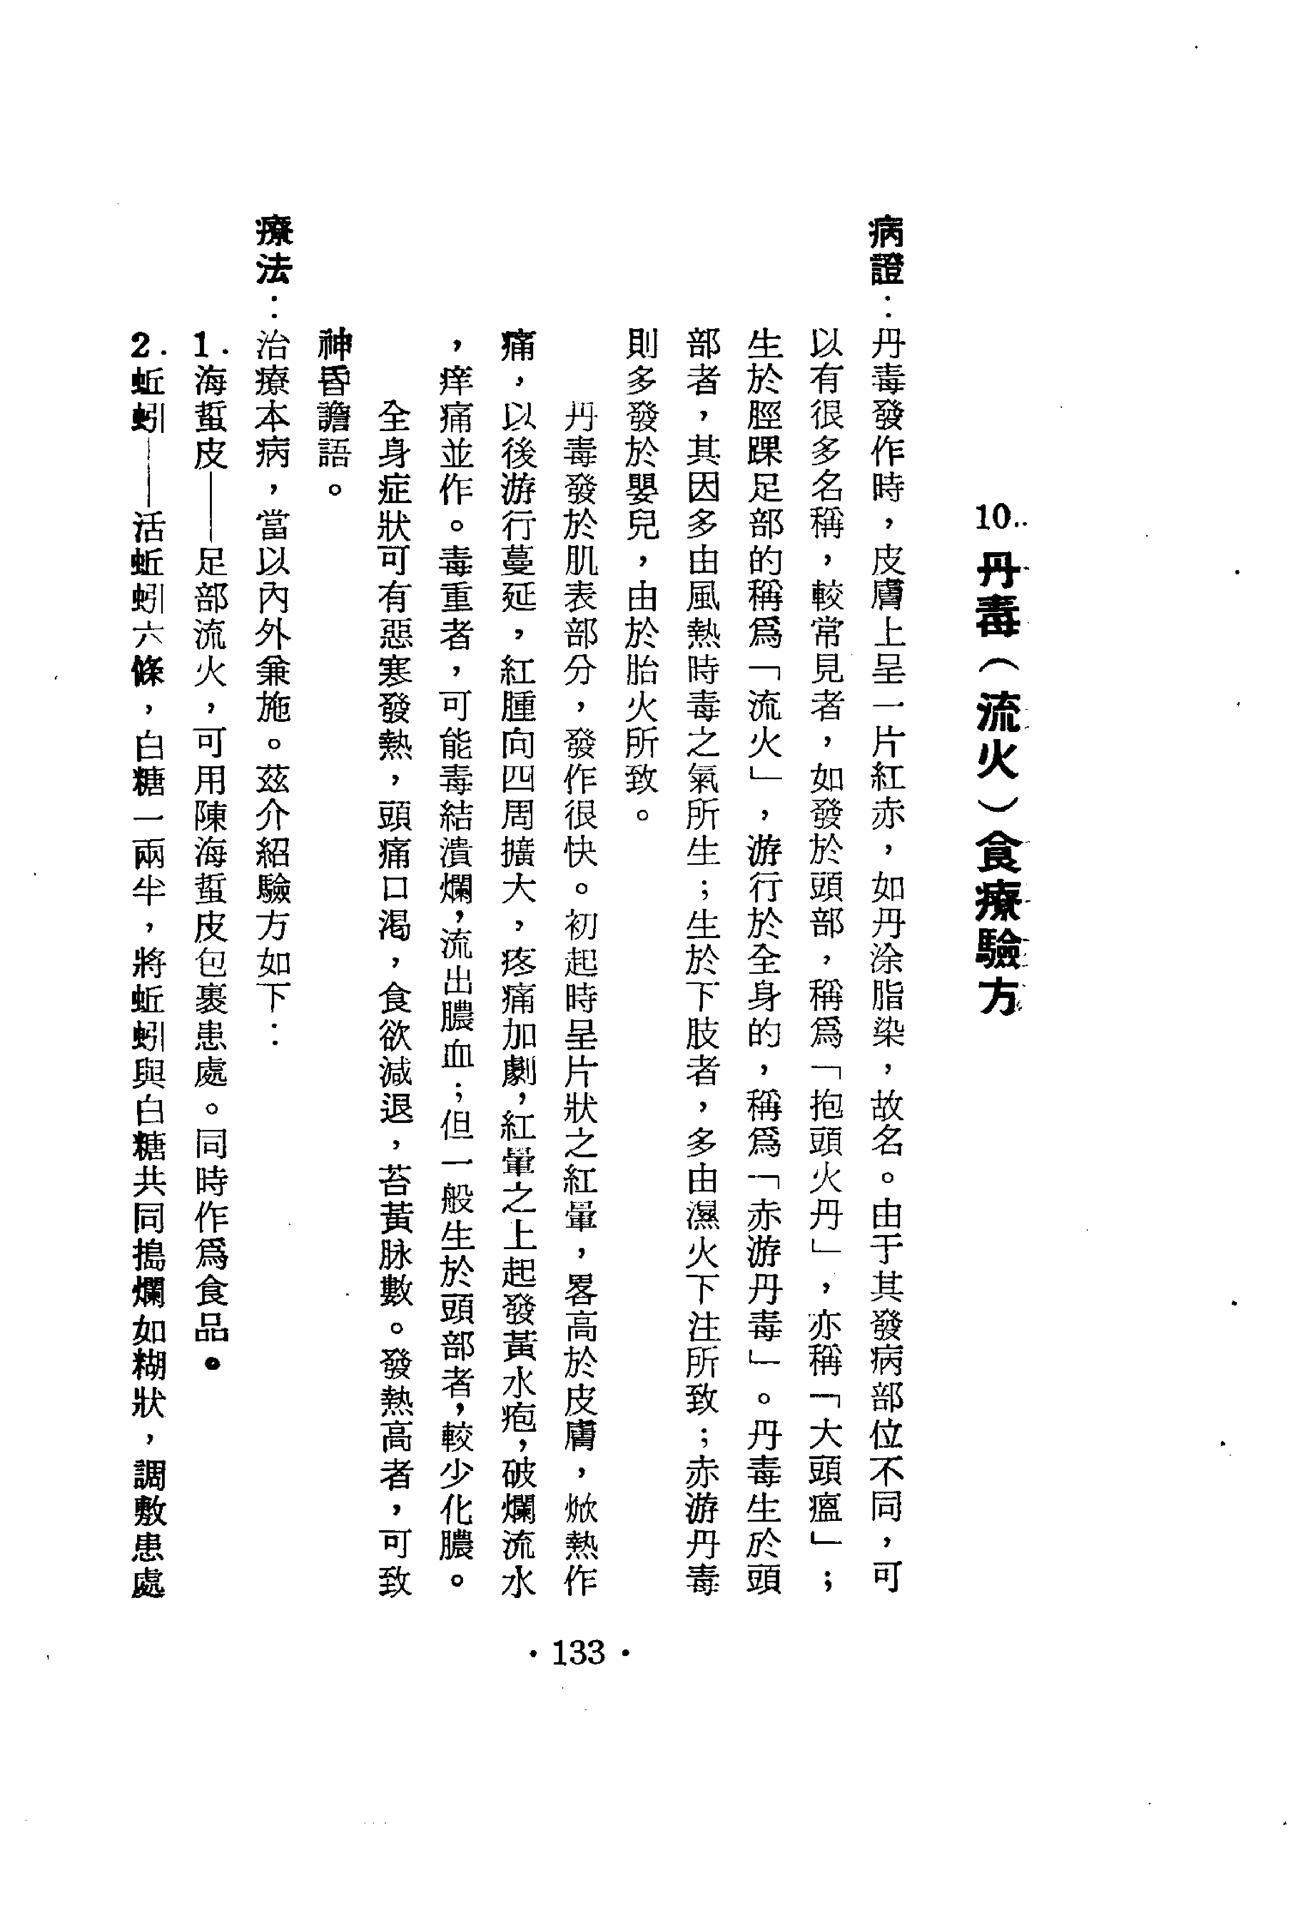 10.丹毒（流火）食療驗方
病證：丹毒發作時，皮膚上呈一片紅赤，如丹涂脂染，故名。由于其發病部位不同，可
以有很多名稱，較常見者，如發於頭部，稱爲「抱頭火丹」，亦稱「大頭瘟」；
生於脛踝足部的稱爲「流火」，游行於全身的，稱爲「赤游丹毒」。丹毒生於頭
部者，其因多由風熱時毒之氣所生；生於下肢者，多由濕火下注所致；赤游丹毒
則多發於嬰兒，由於胎火所致。
丹毒發於肌表部分，發作很快。初起時呈片狀之紅暈，畧高於皮膚，焮熱作
痛，以後游行蔓延，紅腫向四周擴大，疼痛加劇，紅暈之上起發黃水疱，破爛流水
，痒痛並作。毒重者，可能毒結潰爛，流出膿血；但一般生於頭部者，較少化膿。
全身症狀可有惡寒發熱，頭痛口渴，食欲減退，苔黃脉數。發熱高者，可致
神昏譫語。
療法：治療本病，當以內外兼施。茲介紹驗方如下：
1.海蜇皮——足部流火，可用陳海蜇皮包裹患處。同時作爲食品。
2.蚯蚓——活蚯蚓六條，白糖一兩半，將蚯蚓與白糖共同搗爛如糊狀，調敷患處
·133·